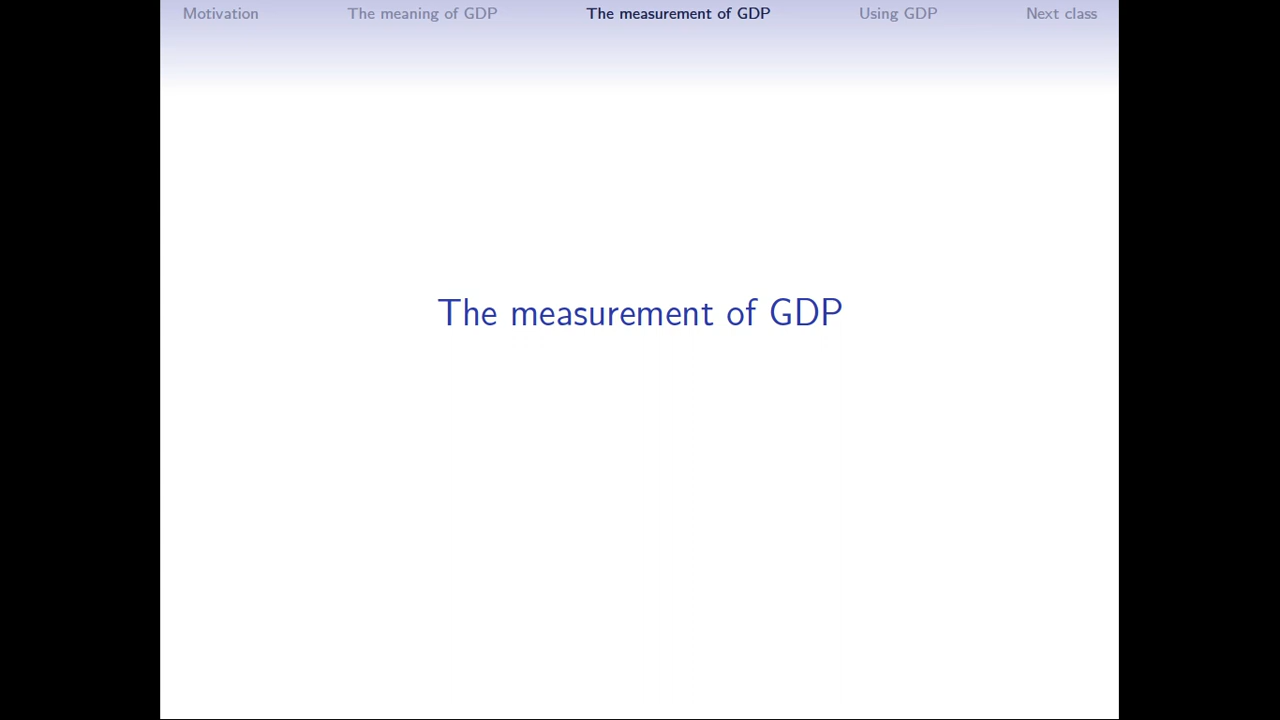 Motivation The meaning of GDP The measurement of GDP Using GDP Next class
The measurement of GDP